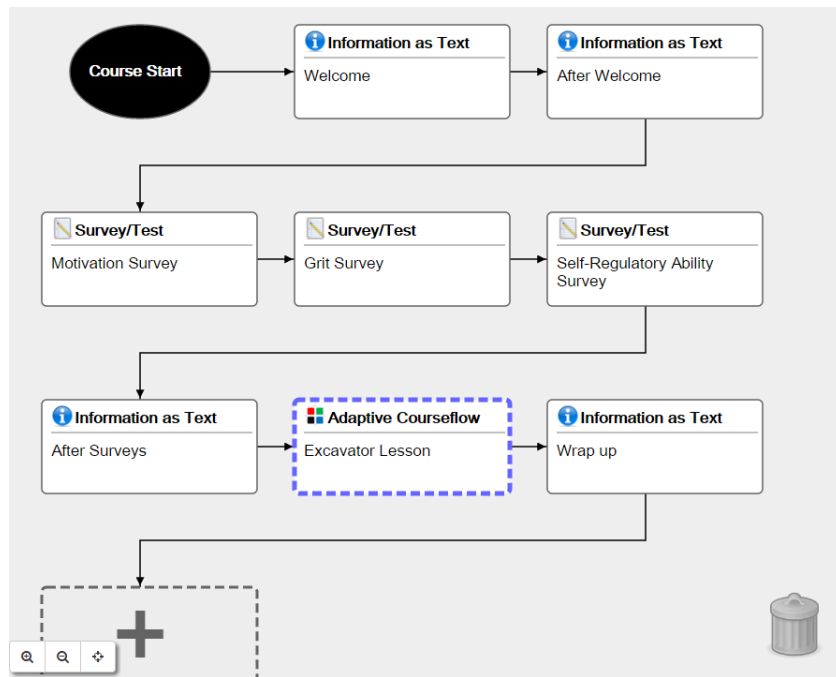 Course Start
Information as Text
Welcome
Information as Text
After Welcome
Survey/Test
Motivation Survey
Survey/Test
Grit Survey
Survey/Test
Self-Regulatory Ability
Survey
Information as Text
After Surveys
Adaptive Courseflow
Excavator Lesson
Information as Text
Wrap up